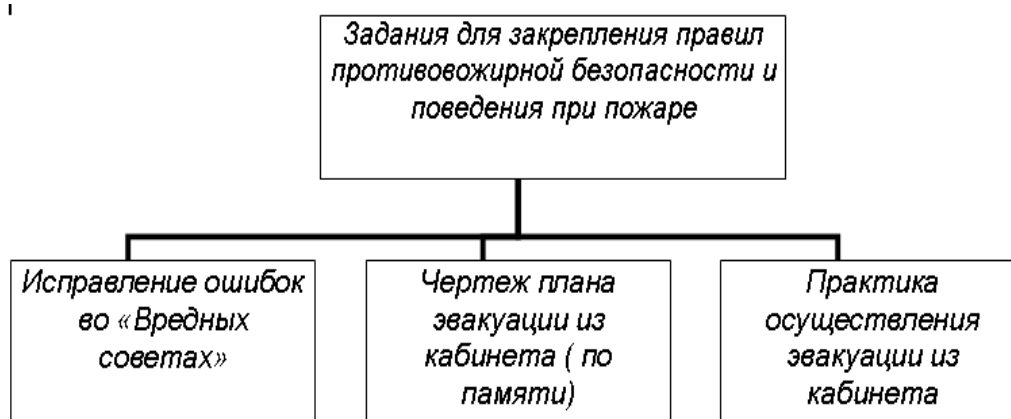 Задания для закрепления правил
противовожирной безопасности и
поведения при пожаре
Исправление ошибок
во «Вредных
советах»
Чертеж плана
эвакуации из
кабинета ( по
памяти)
Практика
осуществления
эвакуации из
кабинета